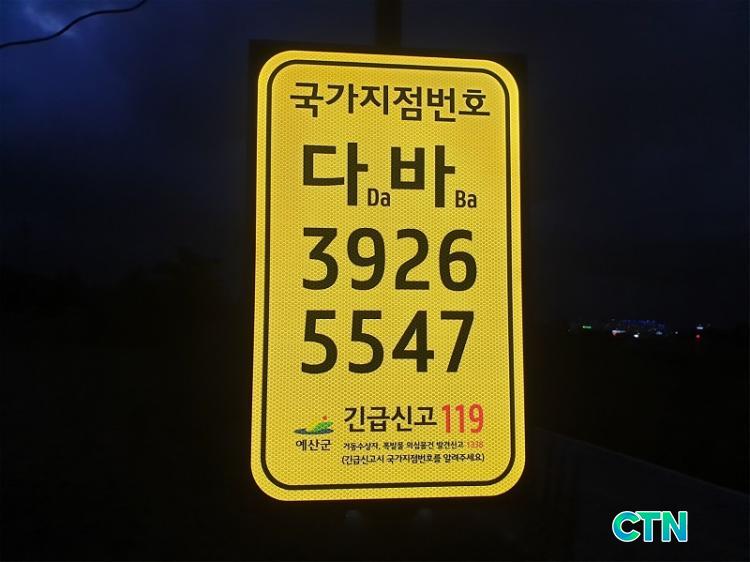 국가지점번호
다Da바Ba
3926
5547
긴급신고 119
예산군
거동수상자, 폭발물 의심물건 발견신고 1338
(긴급신고시 국가지점번호를 알려주세요)
CTN